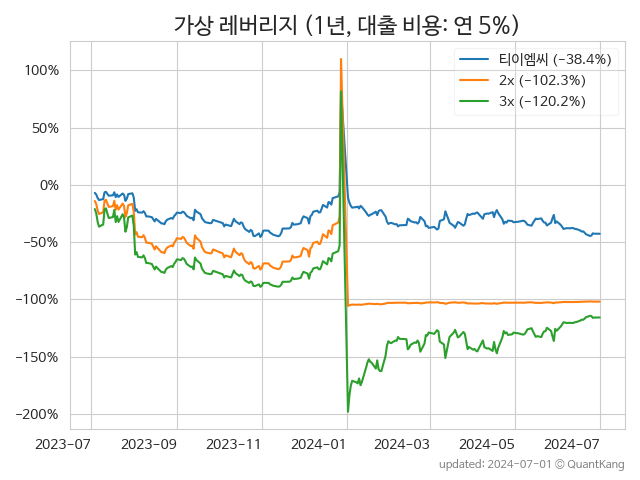 가상 레버리지 (1년, 대출 비용: 연 5%)
티이엠씨 (-38.4%)
2x (-102.3%)
3x (-120.2%)
100%
50%
0%
-50%
-100%
-150%
-200%
2023-07 2023-09 2023-11 2024-01 2024-03 2024-05 2024-07
updated: 2024-07-01 © QuantKang